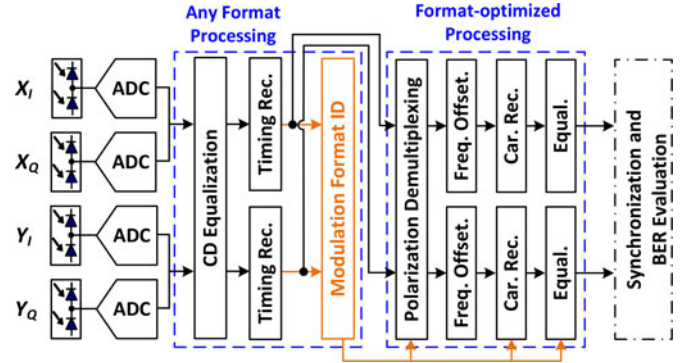 Any Format
Processing
Format-optimized
Processing
X_I
ADC
X_Q
ADC
Y_I
ADC
Y_Q
ADC
CD Equalization
Timing Rec.
Timing Rec.
Modulation Format ID
Polarization Demultiplexing
Freq. Offset.
Car. Rec.
Equal.
Freq. Offset.
Car. Rec.
Equal.
Synchronization and
BER Evaluation